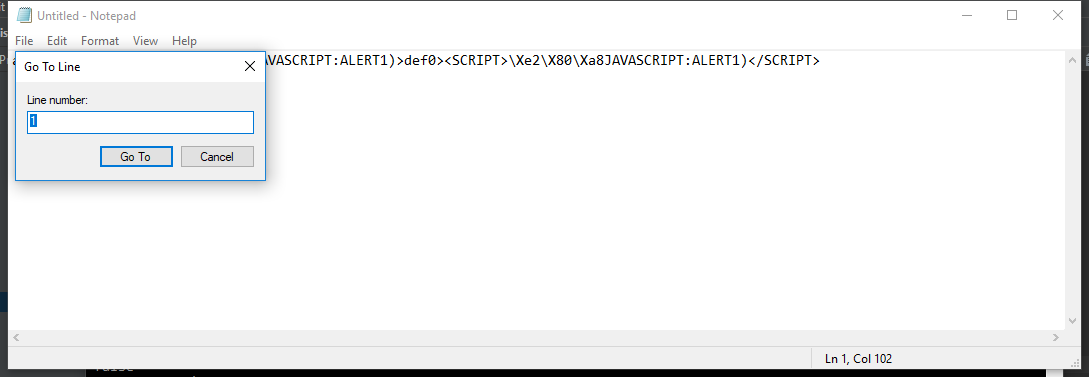 Untitled - Notepad
File Edit Format View Help
AVASCRIPT:ALERT1)>def0><SCRIPT>\Xe2\X80\Xa8JAVASCRIPT:ALERT1)</SCRIPT>
Go To Line
Line number:
1
Go To Cancel
Ln 1, Col 102